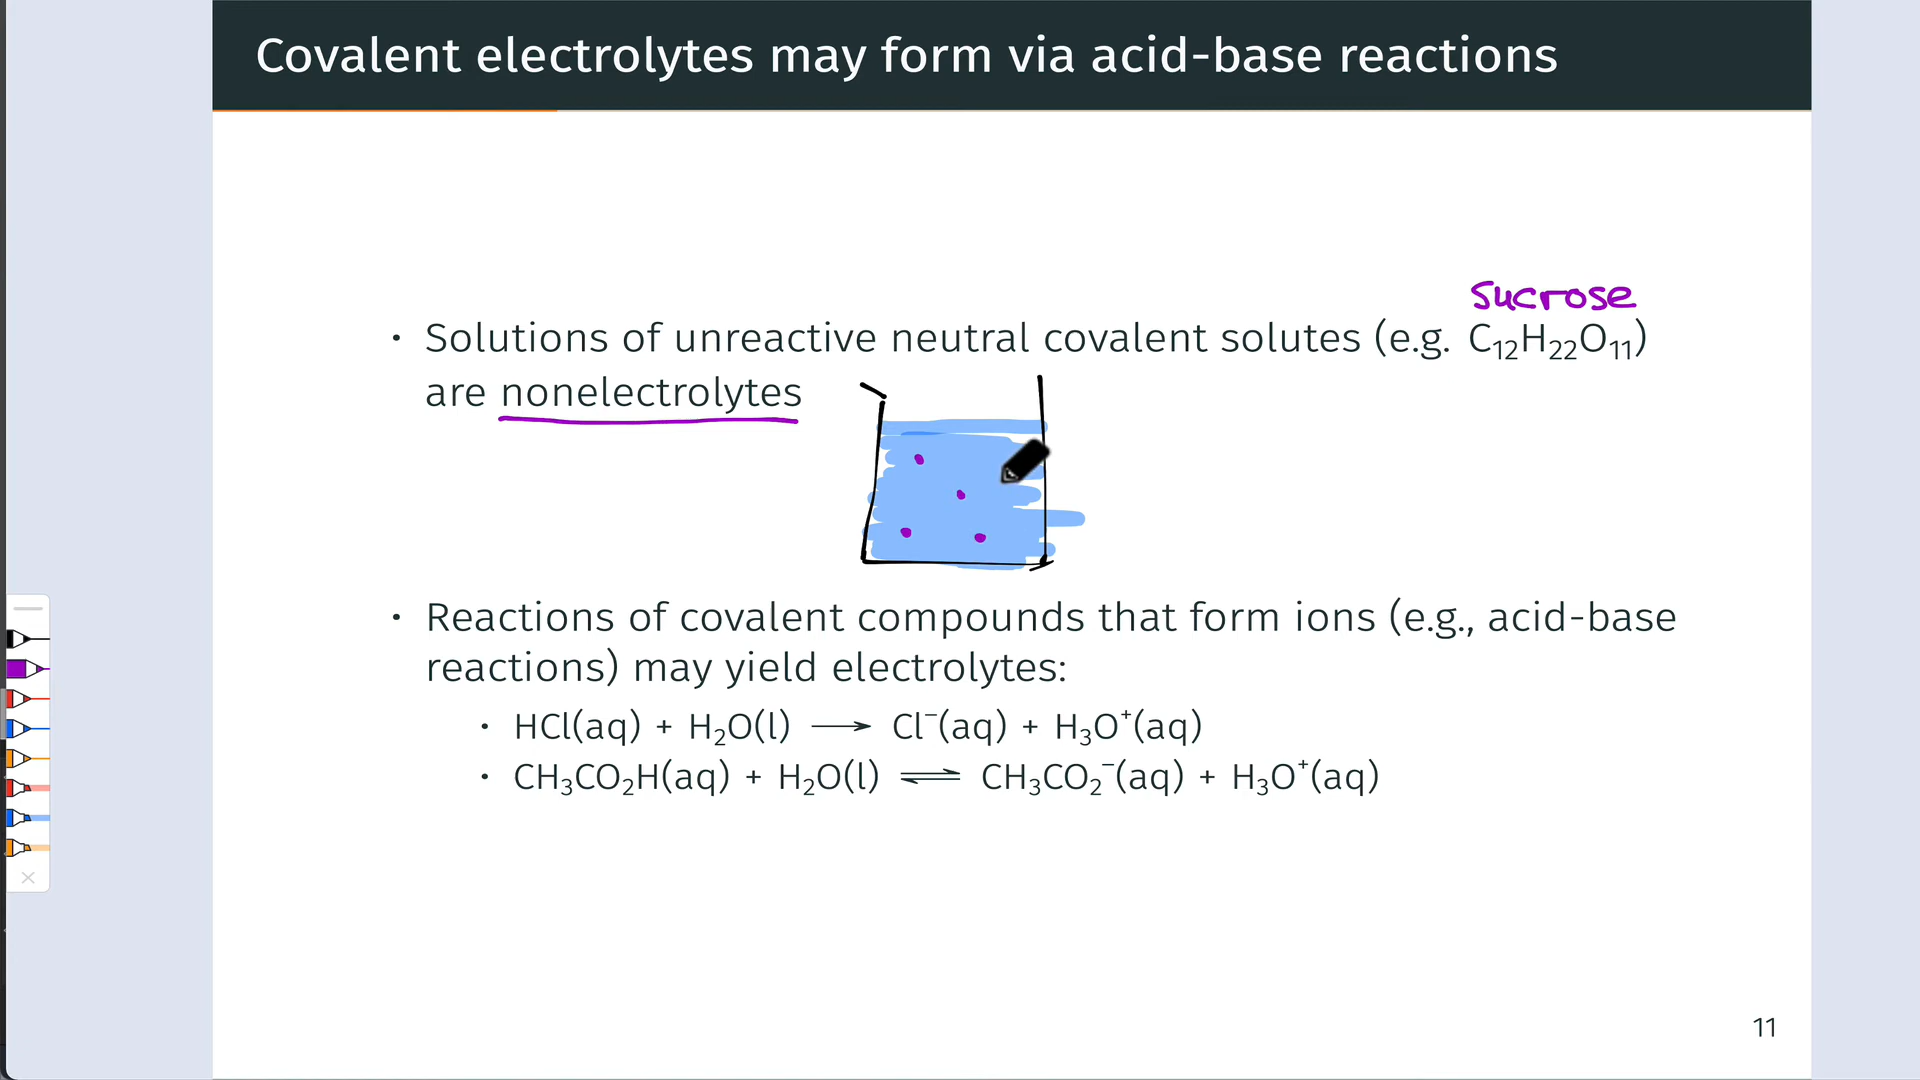 Covalent electrolytes may form via acid-base reactions
Sucrose
• Solutions of unreactive neutral covalent solutes (e.g. C₁₂H₂₂O₁₁)
are nonelectrolytes
• Reactions of covalent compounds that form ions (e.g., acid-base
reactions) may yield electrolytes:
• HCl(aq) + H₂O(l) ⟶ Cl⁻(aq) + H₃O⁺(aq)
• CH₃CO₂H(aq) + H₂O(l) ⇌ CH₃CO₂⁻(aq) + H₃O⁺(aq)
11